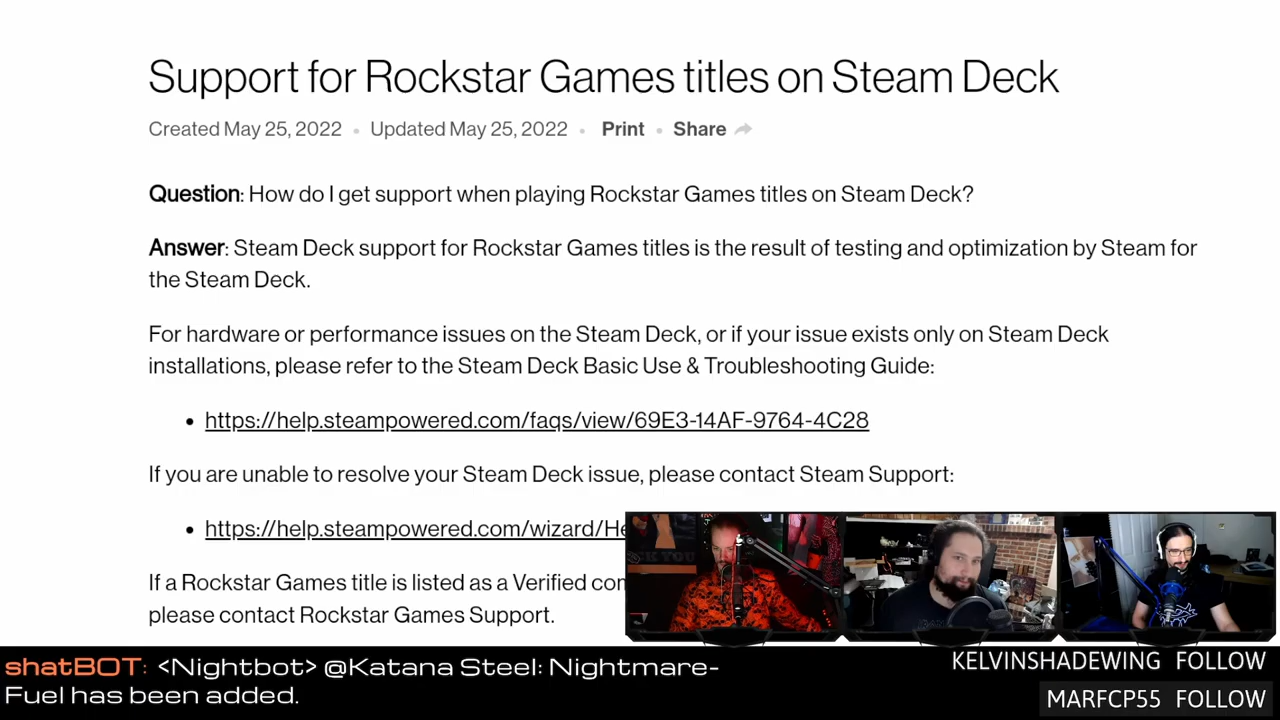 Support for Rockstar Games titles on Steam Deck
Created May 25, 2022 • Updated May 25, 2022 • Print • Share
Question: How do I get support when playing Rockstar Games titles on Steam Deck?
Answer: Steam Deck support for Rockstar Games titles is the result of testing and optimization by Steam for
the Steam Deck.
For hardware or performance issues on the Steam Deck, or if your issue exists only on Steam Deck
installations, please refer to the Steam Deck Basic Use & Troubleshooting Guide:
• https://help.steampowered.com/faqs/view/69E3-14AF-9764-4C28
If you are unable to resolve your Steam Deck issue, please contact Steam Support:
• https://help.steampowered.com/wizard/He
If a Rockstar Games title is listed as a Verified con
please contact Rockstar Games Support.
shatBOT: <Nightbot> @Katana Steel: Nightmare-
Fuel has been added.
KELVINSHADEWING FOLLOW
MARFCP55 FOLLOW